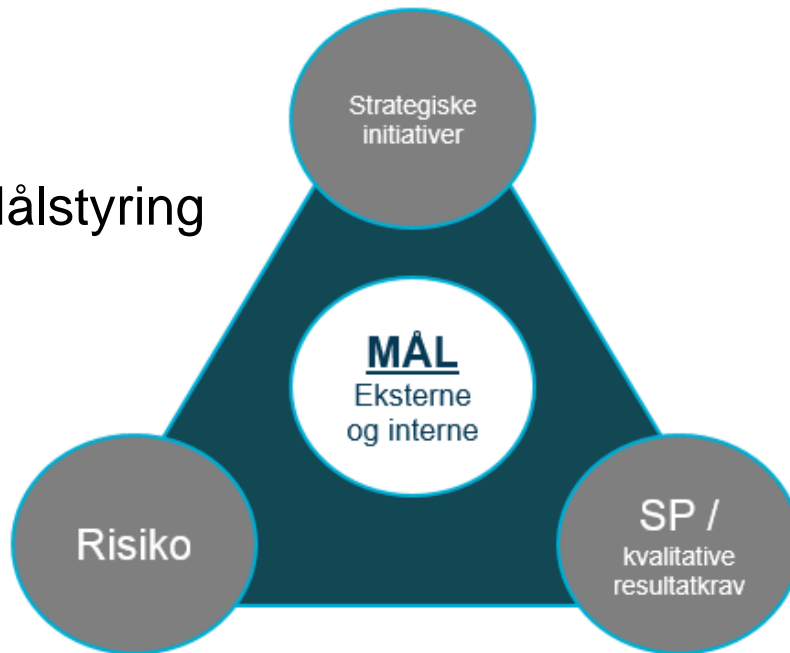 Strategiske
initiativer
ålstyring
MÅL
Eksterne
og interne
Risiko
SP /
kvalitative
resultatkrav